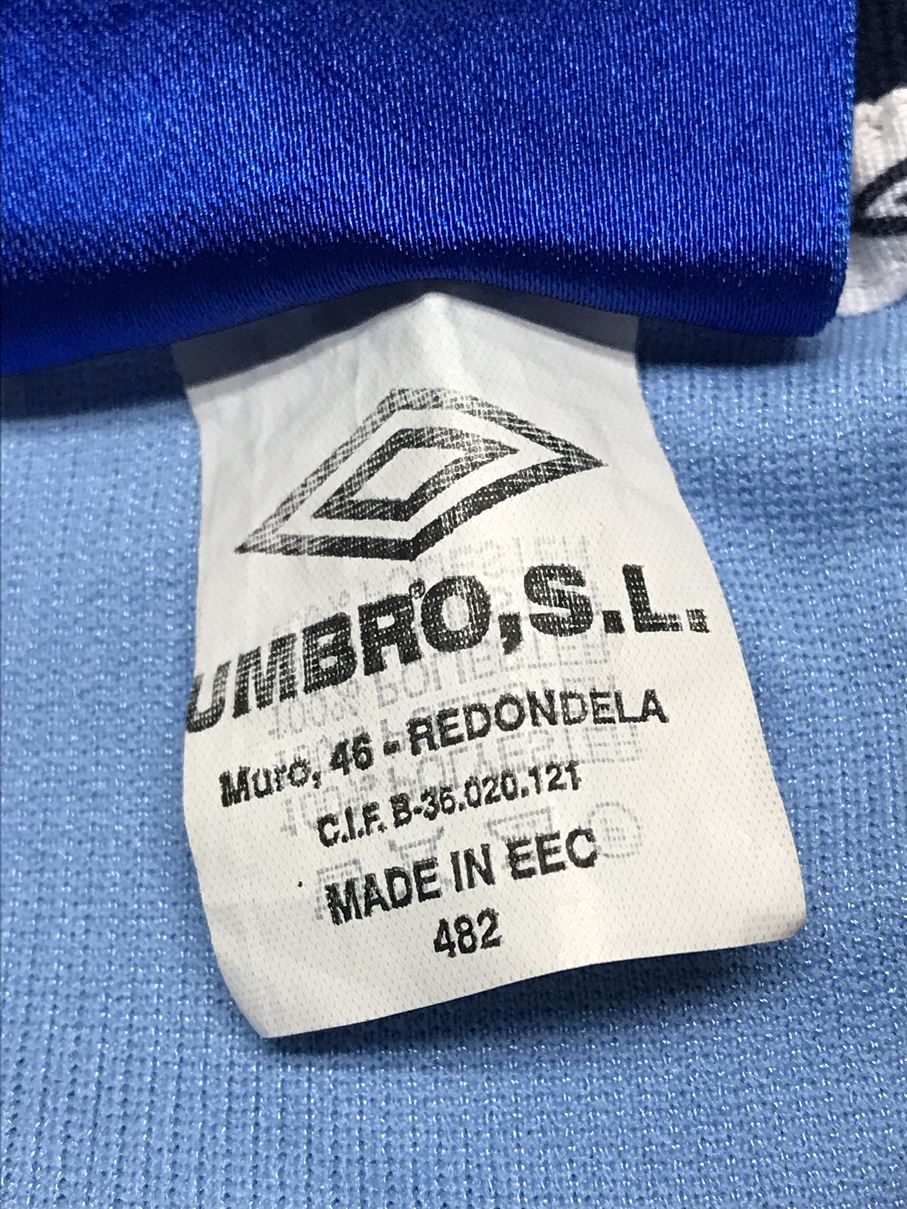 UMBRO®,S.L.
Muro, 46 - REDONDELA
C.I.F. B-36.020.121
MADE IN EEC
482